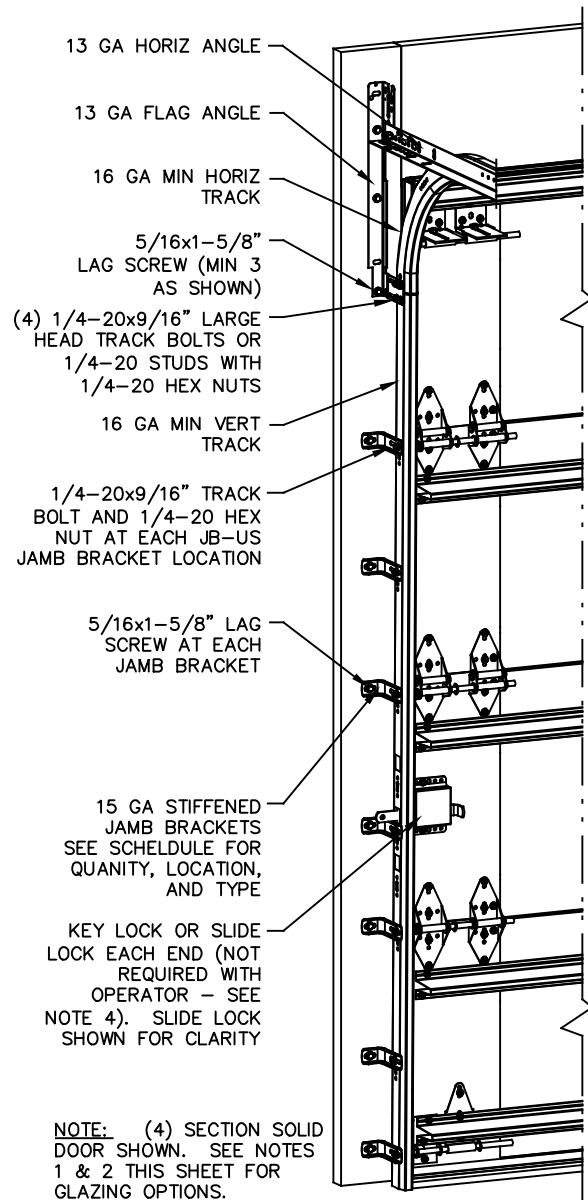 13 GA HORIZ ANGLE
13 GA FLAG ANGLE
16 GA MIN HORIZ
TRACK
5/16x1-5/8"
LAG SCREW (MIN 3
AS SHOWN)
(4) 1/4-20x9/16" LARGE
HEAD TRACK BOLTS OR
1/4-20 STUDS WITH
1/4-20 HEX NUTS
16 GA MIN VERT
TRACK
1/4-20x9/16" TRACK
BOLT AND 1/4-20 HEX
NUT AT EACH JB-US
JAMB BRACKET LOCATION
5/16x1-5/8" LAG
SCREW AT EACH
JAMB BRACKET
15 GA STIFFENED
JAMB BRACKETS
SEE SCHELDULE FOR
QUANITY, LOCATION,
AND TYPE
KEY LOCK OR SLIDE
LOCK EACH END (NOT
REQUIRED WITH
OPERATOR - SEE
NOTE 4). SLIDE LOCK
SHOWN FOR CLARITY
NOTE: (4) SECTION SOLID
DOOR SHOWN. SEE NOTES
1 & 2 THIS SHEET FOR
GLAZING OPTIONS.